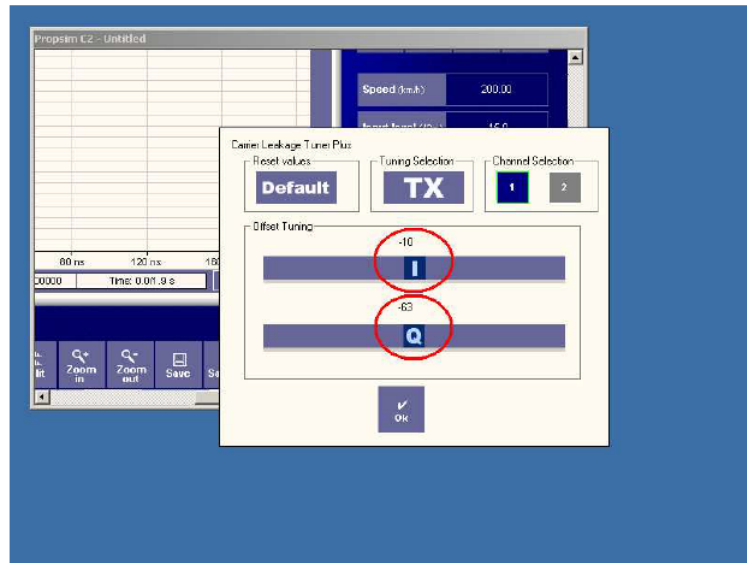 Propsim C2 - Untitled
Speed (km/h) 200.00
Carrier Leakage Tuner Plus
Reset values Tuning Selection Channel Selection
Default TX 1 2
Offset Tuning
-10
I
-63
Q
80 ns 120 ns
Time: 0.0/1.9 s
Zoom in
Zoom out
Save
Ok